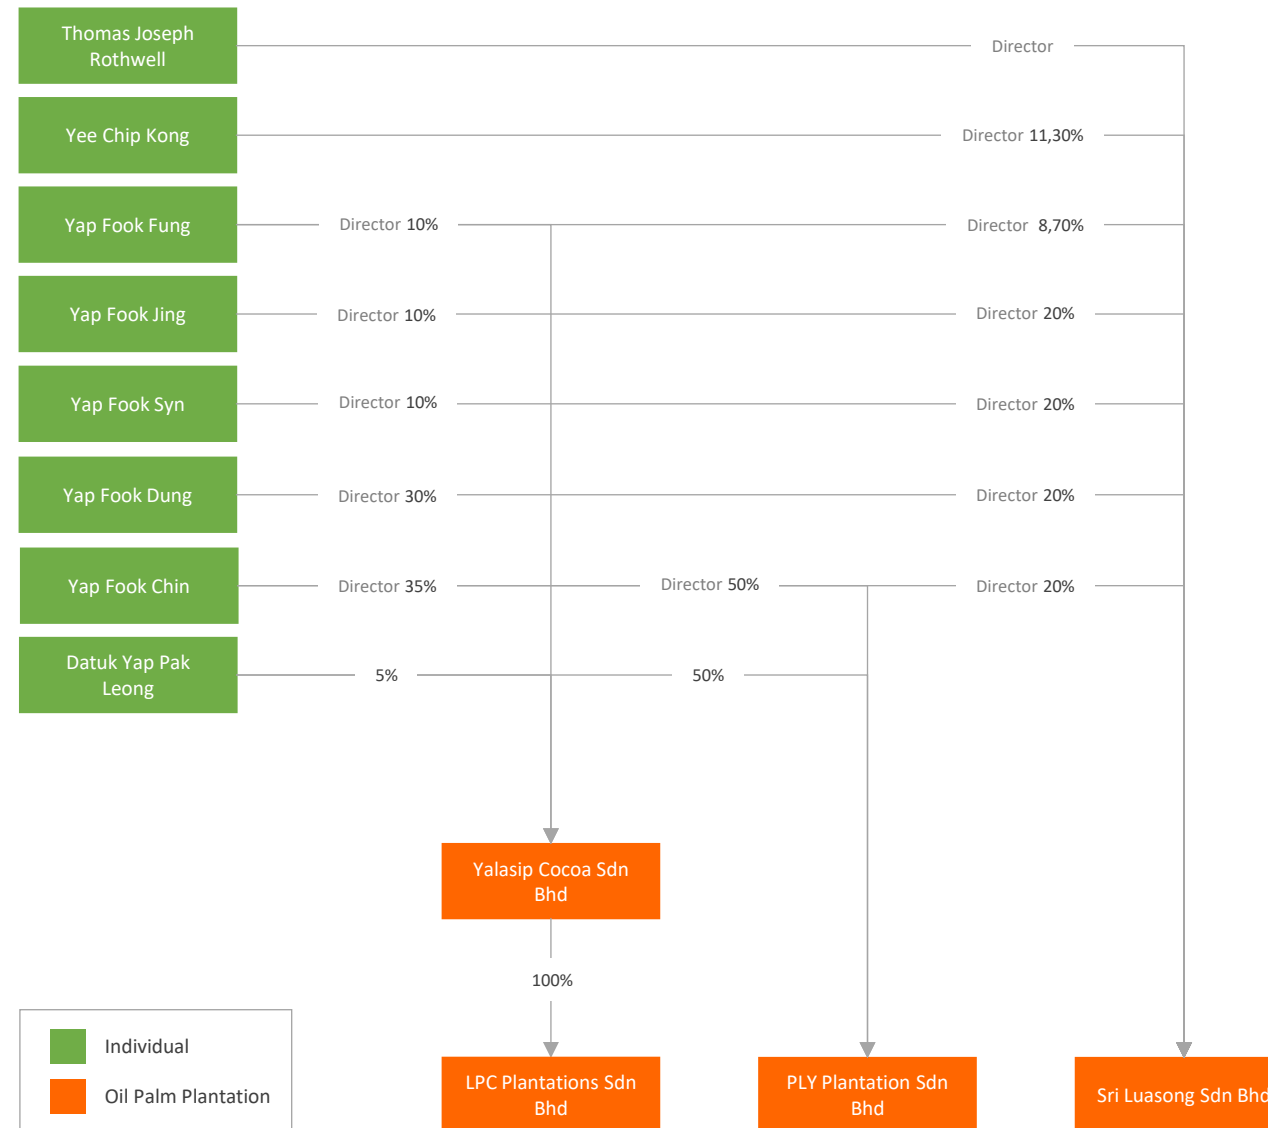 Thomas Joseph
Rothwell
Director
Yee Chip Kong
Director 11,30%
Yap Fook Fung
Director 10%
Director 8,70%
Yap Fook Jing
Director 10%
Director 20%
Yap Fook Syn
Director 10%
Director 20%
Yap Fook Dung
Director 30%
Director 20%
Yap Fook Chin
Director 35%
Director 50%
Director 20%
Datuk Yap Pak
Leong
5%
50%
Yalasip Cocoa Sdn
Bhd
100%
Individual
Oil Palm Plantation
LPC Plantations Sdn
Bhd
PLY Plantation Sdn
Bhd
Sri Luasong Sdn Bhd